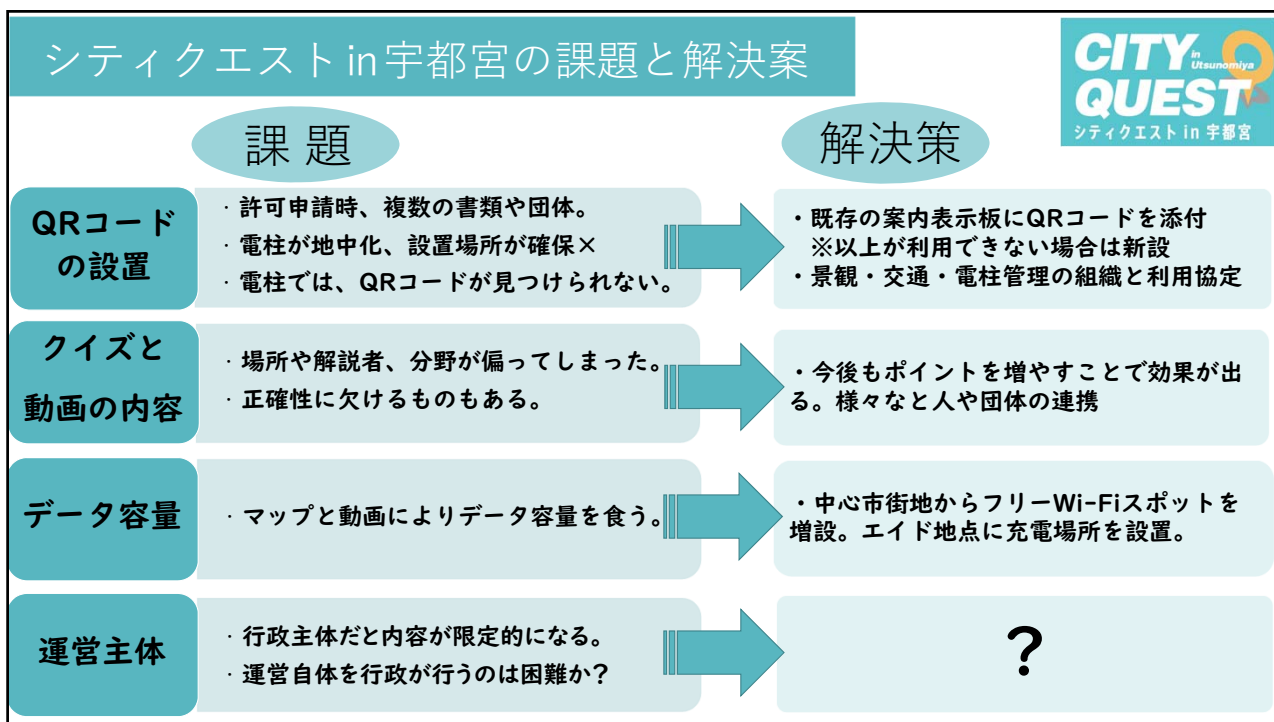 シティクエスト in 宇都宮の課題と解決案
CITY in Utsunomiya
QUEST
シティクエスト in 宇都宮
課 題
解決策
QRコード
の設置
・許可申請時、複数の書類や団体。
・電柱が地中化、設置場所が確保×
・電柱では、QRコードが見つけられない。
・既存の案内表示板にQRコードを添付
※以上が利用できない場合は新設
・景観・交通・電柱管理の組織と利用協定
クイズと
動画の内容
・場所や解説者、分野が偏ってしまった。
・正確性に欠けるものもある。
・今後もポイントを増やすことで効果が出
る。様々なと人や団体の連携
データ容量
・マップと動画によりデータ容量を食う。
・中心市街地からフリーWi-Fiスポットを
増設。エイド地点に充電場所を設置。
運営主体
・行政主体だと内容が限定的になる。
・運営自体を行政が行うのは困難か?
?